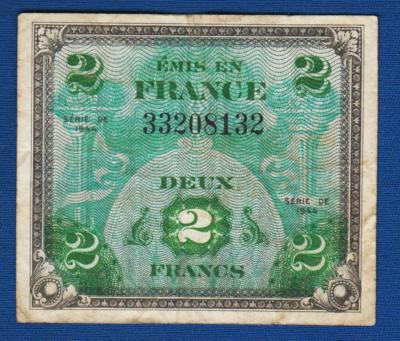 2 ÉMIS EN 2
FRANCE
33208132
SÉRIE DE
1944
DEUX
SÉRIE DE
1944
2 2 2
FRANCS